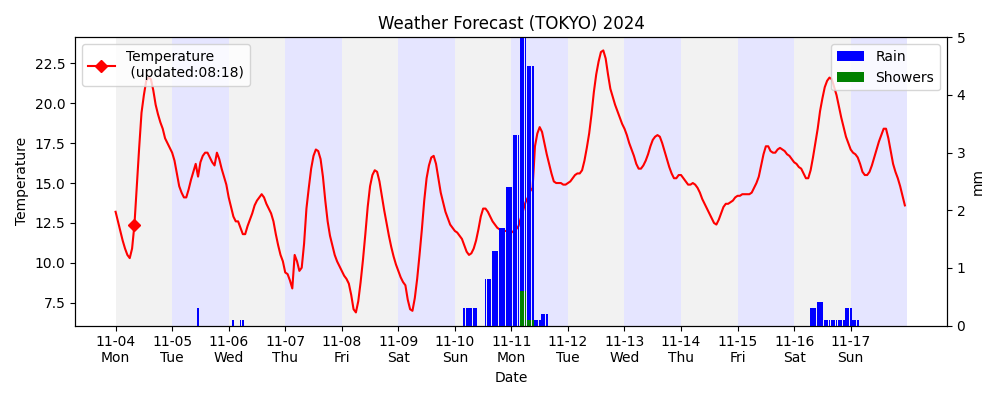 Weather Forecast (TOKYO) 2024
Temperature
(updated:08:18)
Rain
Showers
Temperature
22.5
20.0
17.5
15.0
12.5
10.0
7.5
5
4
3
2
1
0
mm
11-04 11-05 11-06 11-07 11-08 11-09 11-10 11-11 11-12 11-13 11-14 11-15 11-16 11-17
Mon Tue Wed Thu Fri Sat Sun Mon Tue Wed Thu Fri Sat Sun
Date